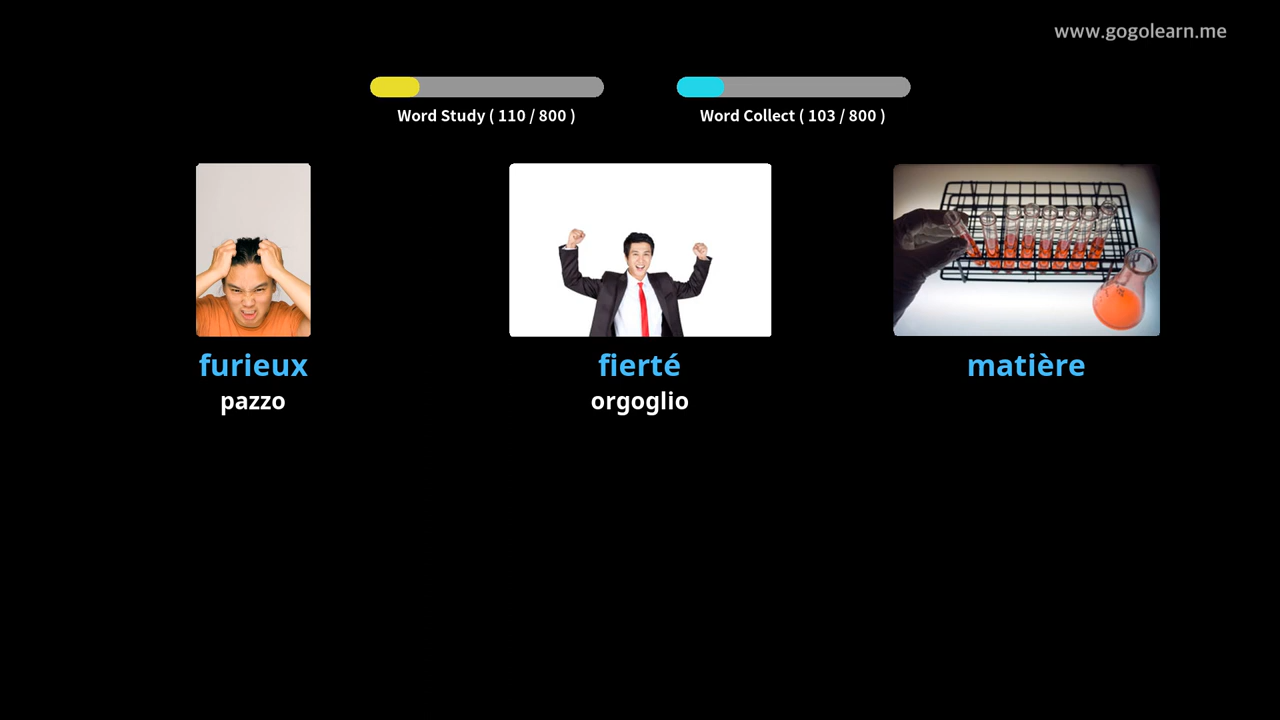 www.gogolearn.me
Word Study ( 110 / 800 )
Word Collect ( 103 / 800 )
furieux
pazzo
fierté
orgoglio
matière